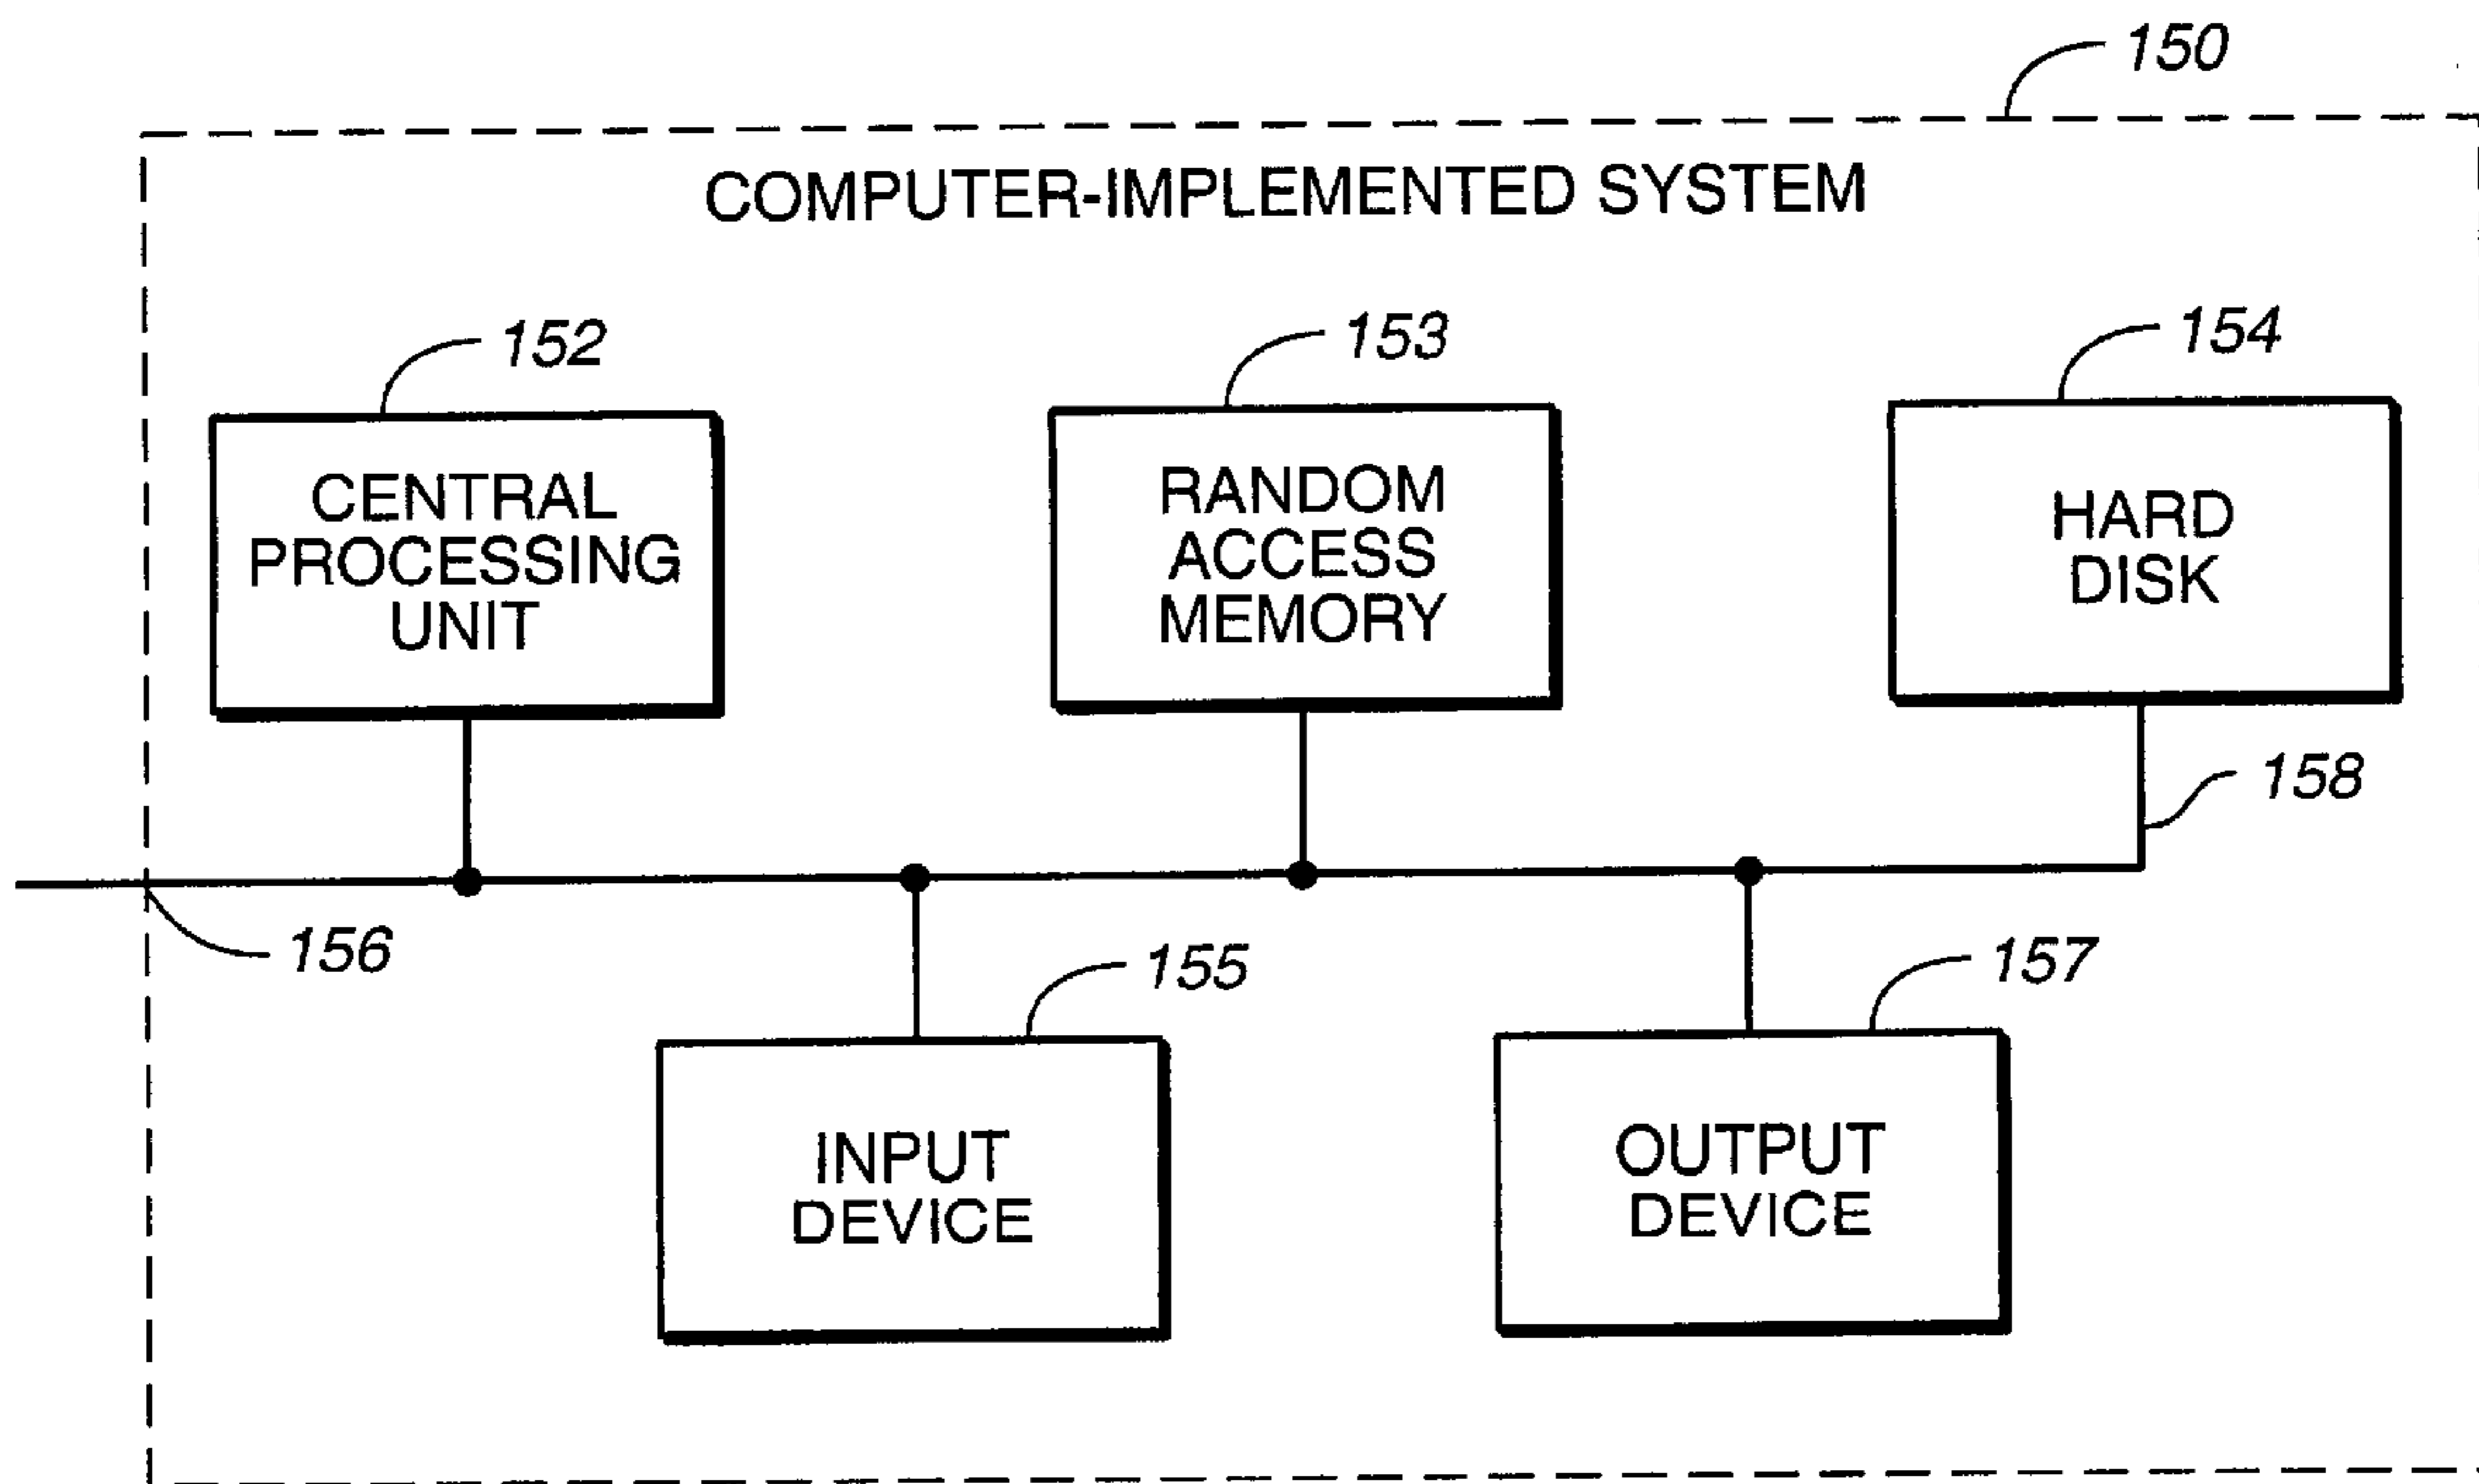 150
COMPUTER-IMPLEMENTED SYSTEM
152
153
154
CENTRAL
PROCESSING
UNIT
RANDOM
ACCESS
MEMORY
HARD
DISK
158
156
155
157
INPUT
DEVICE
OUTPUT
DEVICE